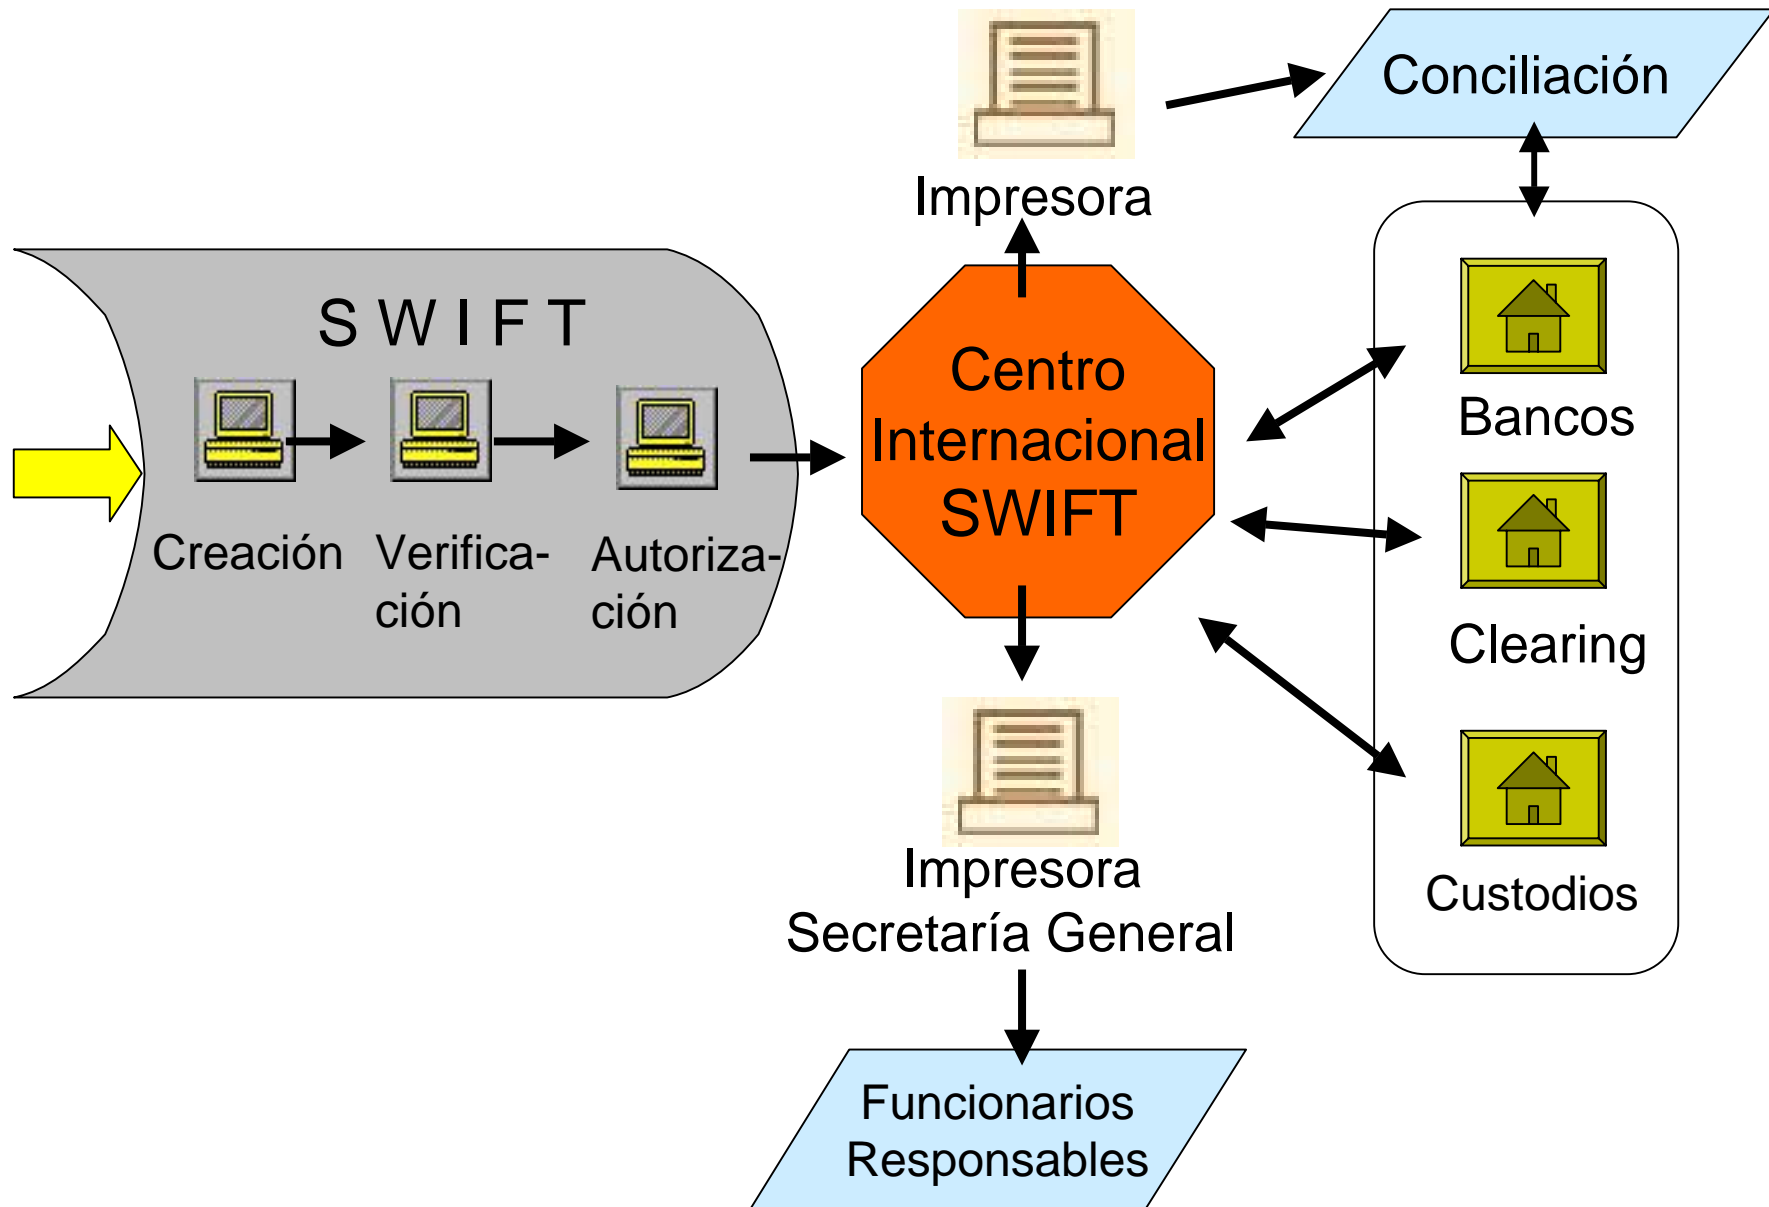 Conciliación
Impresora
S W I F T
Creación
Verifica-
ción
Autoriza-
ción
Centro
Internacional
SWIFT
Bancos
Clearing
Custodios
Impresora
Secretaría General
Funcionarios
Responsables